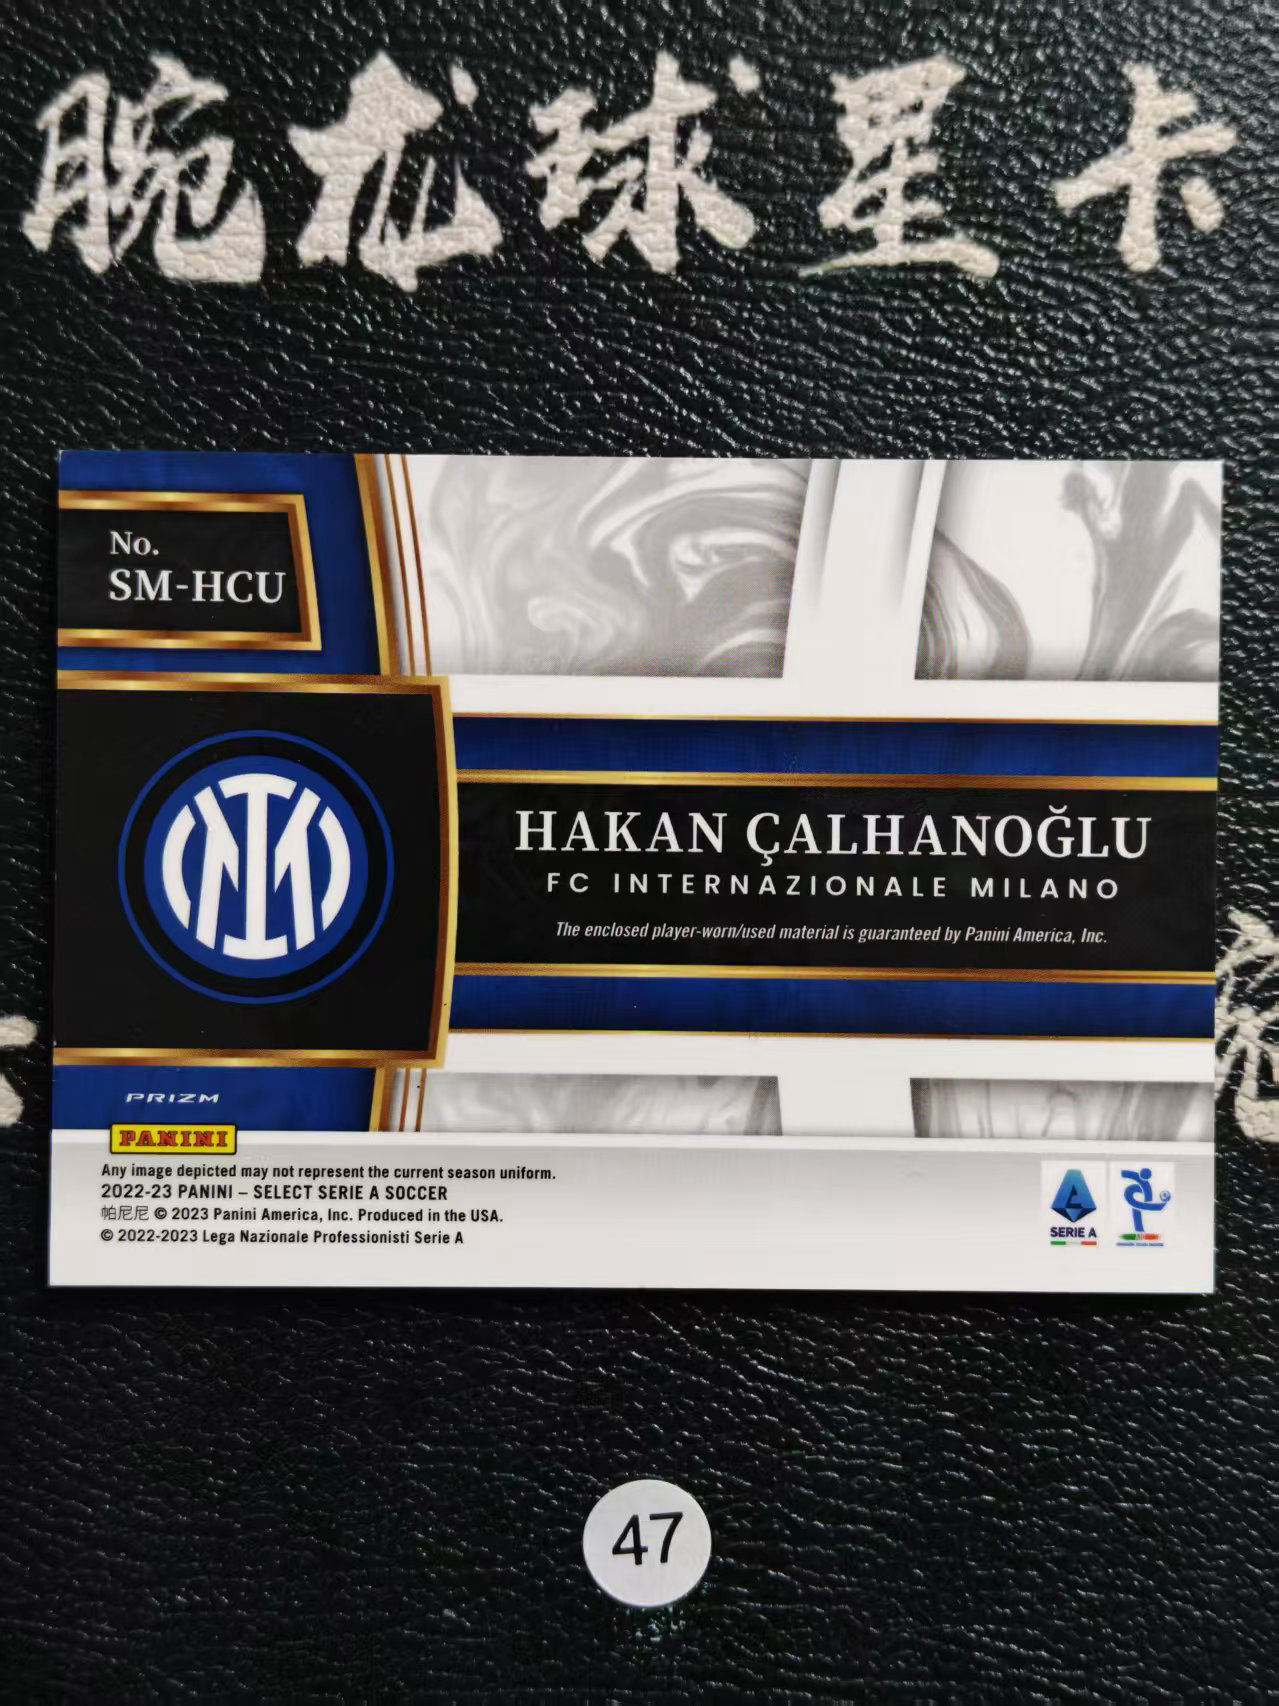 腕龙球星卡
No.
SM-HCU
HAKAN ÇALHANOĞLU
FC INTERNAZIONALE MILANO
The enclosed player-worn/used material is guaranteed by Panini America, Inc.
PRIZM
PANINI
Any image depicted may not represent the current season uniform.
2022-23 PANINI – SELECT SERIE A SOCCER
帕尼尼 © 2023 Panini America, Inc. Produced in the USA.
© 2022-2023 Lega Nazionale Professionisti Serie A
SERIE A
47